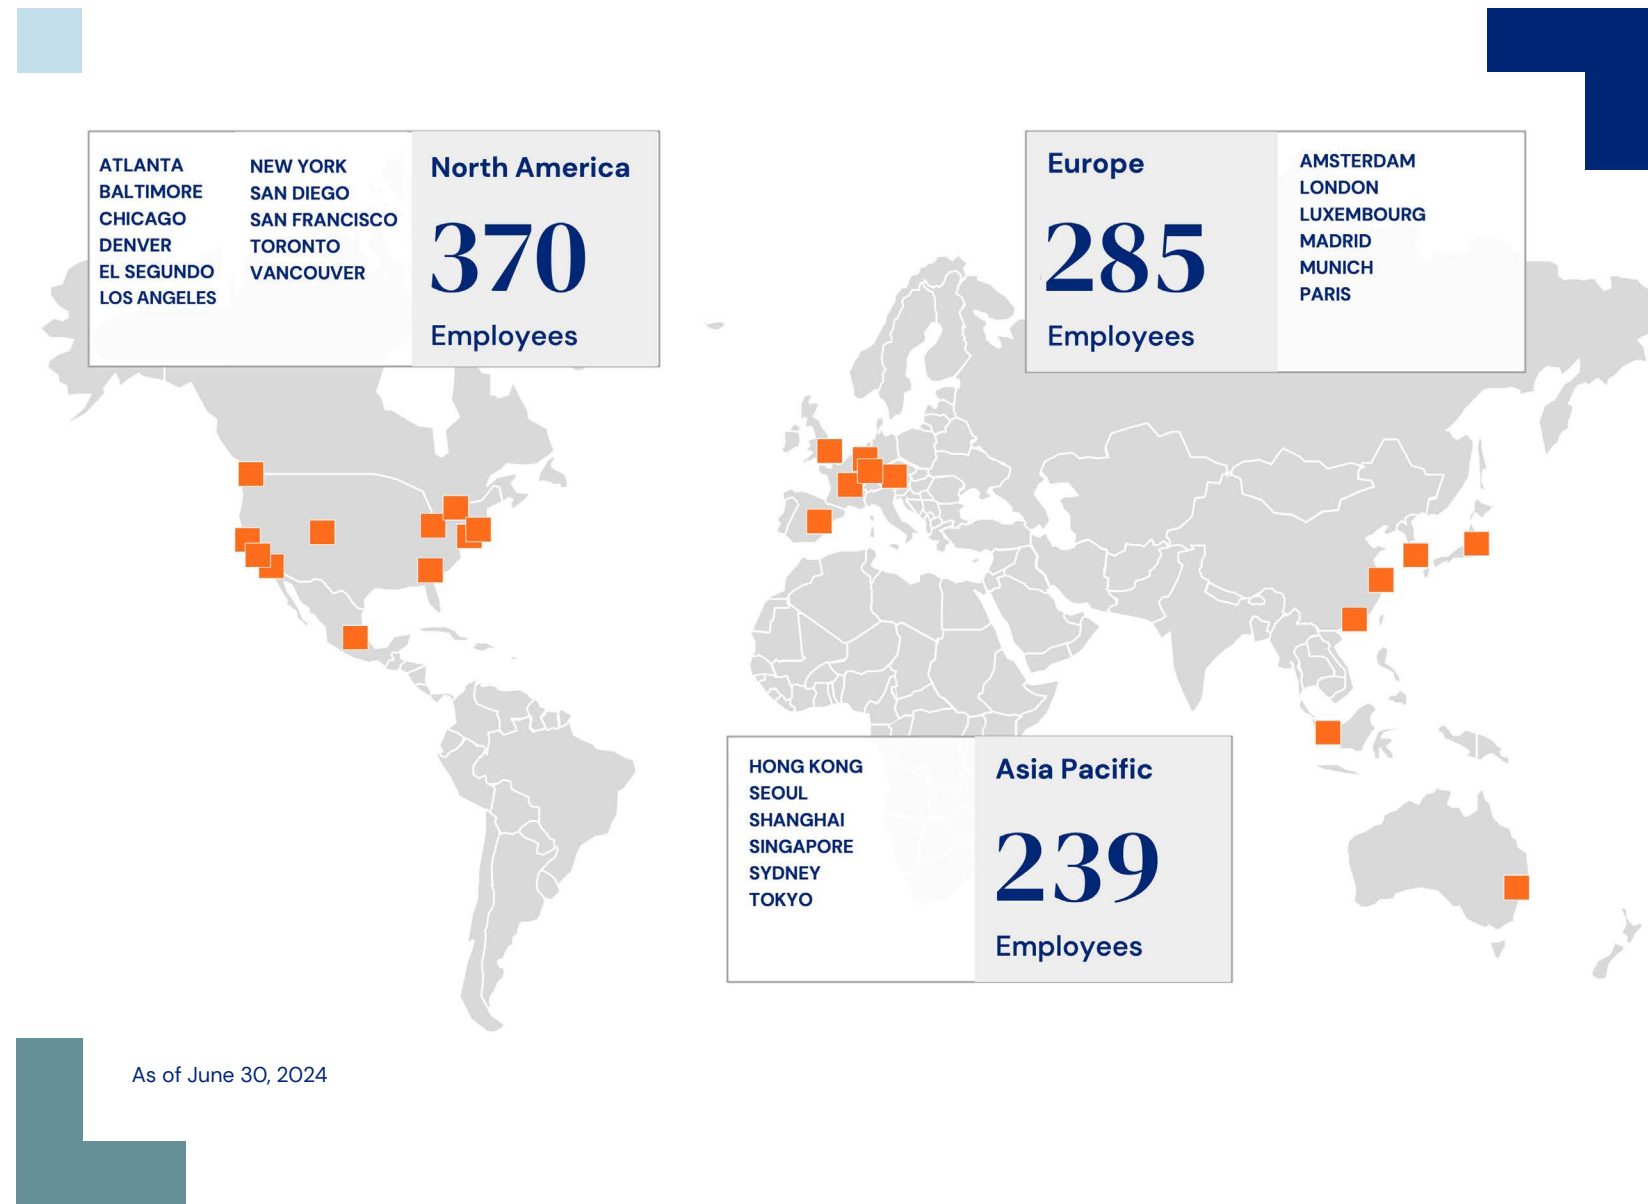 ATLANTA
BALTIMORE
CHICAGO
DENVER
EL SEGUNDO
LOS ANGELES
NEW YORK
SAN DIEGO
SAN FRANCISCO
TORONTO
VANCOUVER
North America
370
Employees
Europe
285
Employees
AMSTERDAM
LONDON
LUXEMBOURG
MADRID
MUNICH
PARIS
HONG KONG
SEOUL
SHANGHAI
SINGAPORE
SYDNEY
TOKYO
Asia Pacific
239
Employees
As of June 30, 2024